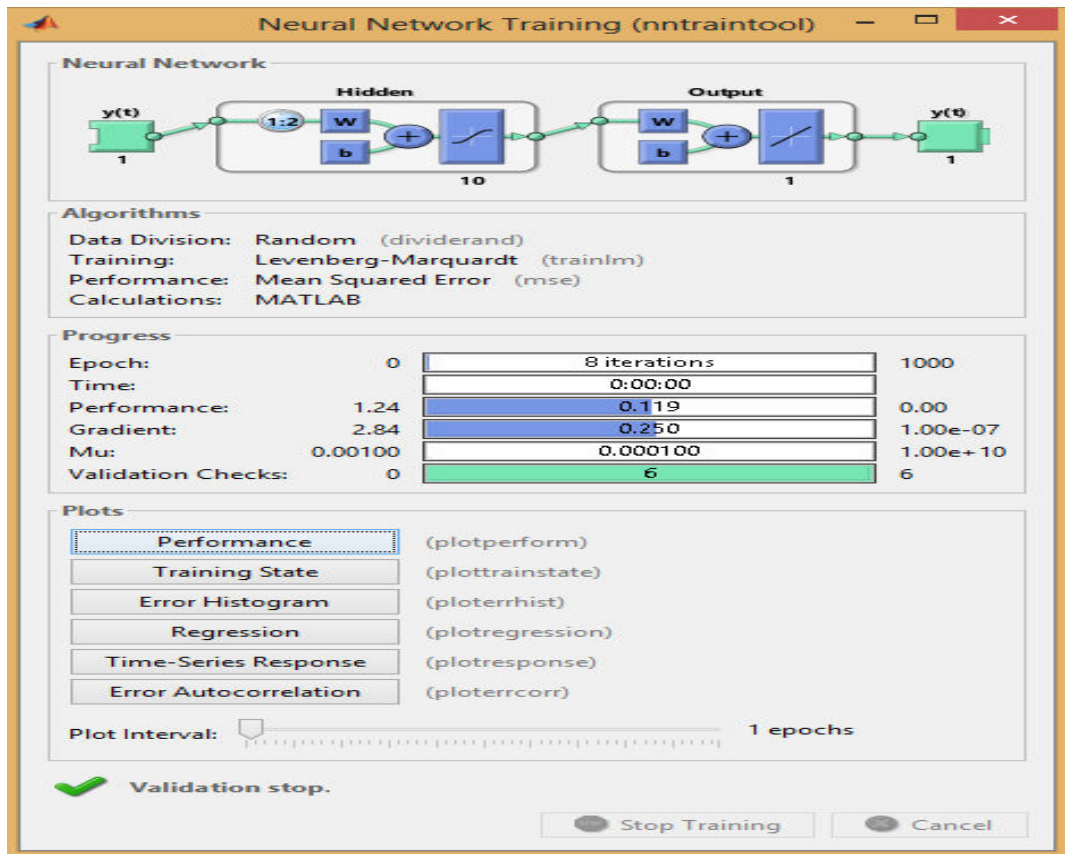 Neural Network Training (nntraintool)
Neural Network
Hidden
Output
y(t)
1:2
W
b
W
b
y(t)
1
10
1
1
Algorithms
Data Division: Random (dividerand)
Training: Levenberg-Marquardt (trainlm)
Performance: Mean Squared Error (mse)
Calculations: MATLAB
Progress
Epoch: 0 8 iterations 1000
Time: 0:00:00
Performance: 1.24 0.119 0.00
Gradient: 2.84 0.250 1.00e-07
Mu: 0.00100 0.000100 1.00e+10
Validation Checks: 0 6 6
Plots
Performance (plotperform)
Training State (plottrainstate)
Error Histogram (ploterrhist)
Regression (plotregression)
Time-Series Response (plotresponse)
Error Autocorrelation (ploterrcorr)
Plot Interval: 1 epochs
Validation stop.
Stop Training Cancel